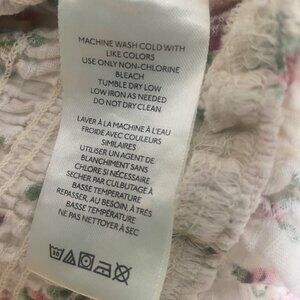 MACHINE WASH COLD WITH
LIKE COLORS
USE ONLY NON-CHLORINE
BLEACH
TUMBLE DRY LOW
LOW IRON AS NEEDED
DO NOT DRY CLEAN
LAVER À LA MACHINE À L'EAU
FROIDE AVEC COULEURS
SIMILAIRES
UTILISER UN AGENT DE
BLANCHIMENT SANS
CHLORE SI NÉCESSAIRE
SECHER PAR CULBUTAGE À
BASSE TEMPÉRATURE
REPASSER, AU BESOIN, À TRÈS
BASSE TEMPÉRATURE
NE PAS NETTOYER À SEC